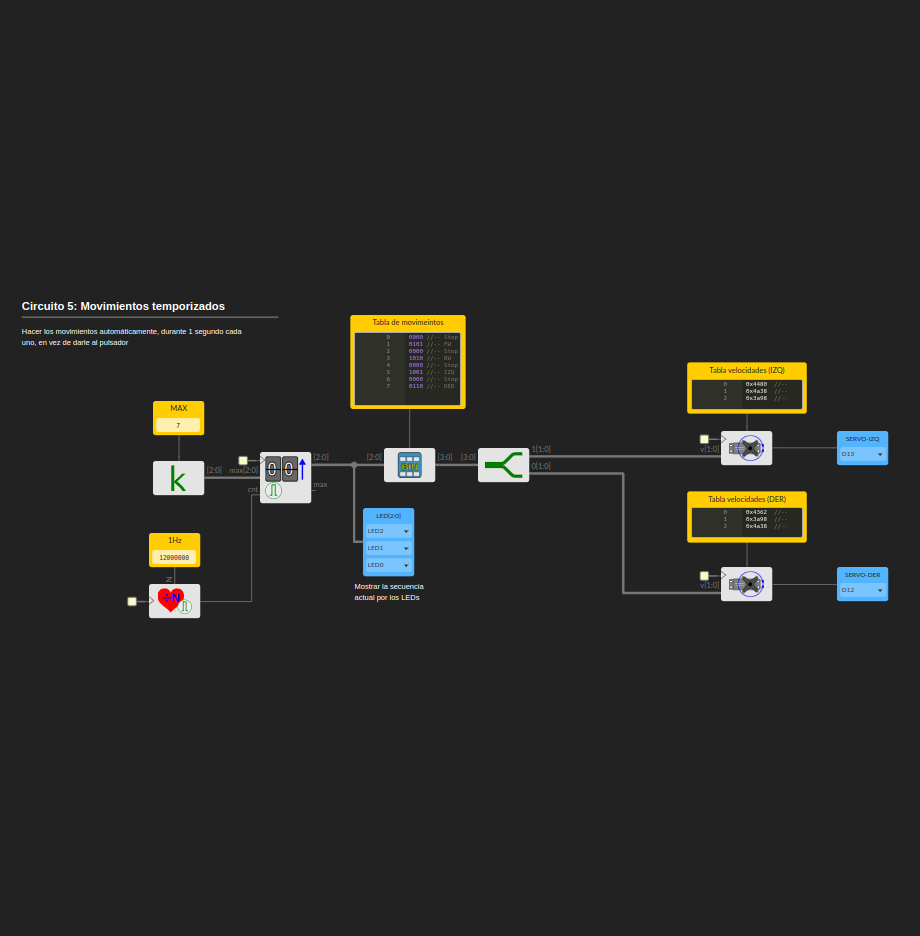 Circuito 5: Movimientos temporizados
Hacer los movimientos automáticamente, durante 1 segundo cada
uno, en vez de darle al pulsador
Tabla de movimeintos
0 0000 //-- Stop
1 0101 //-- FW
2 0000 //-- Stop
3 1010 //-- BW
4 0000 //-- Stop
5 1001 //-- IZQ
6 0000 //-- Stop
7 0110 //-- DER
MAX
7
k
[2:0]
max[2:0]
cnt
0 0
[2:0]
max
1Hz
12000000
N
÷N
[2:0]
BIN
[3:0]
[3:0]
1[1:0]
0[1:0]
LED[2:0]
LED2
LED1
LED0
Mostrar la secuencia
actual por los LEDs
Tabla velocidades (IZQ)
0 0x4480 //--
1 0x4a38 //--
2 0x3a98 //--
v[1:0]
SERVO-IZQ
D13
Tabla velocidades (DER)
0 0x4362 //--
1 0x3a98 //--
2 0x4a38 //--
v[1:0]
SERVO-DER
D12